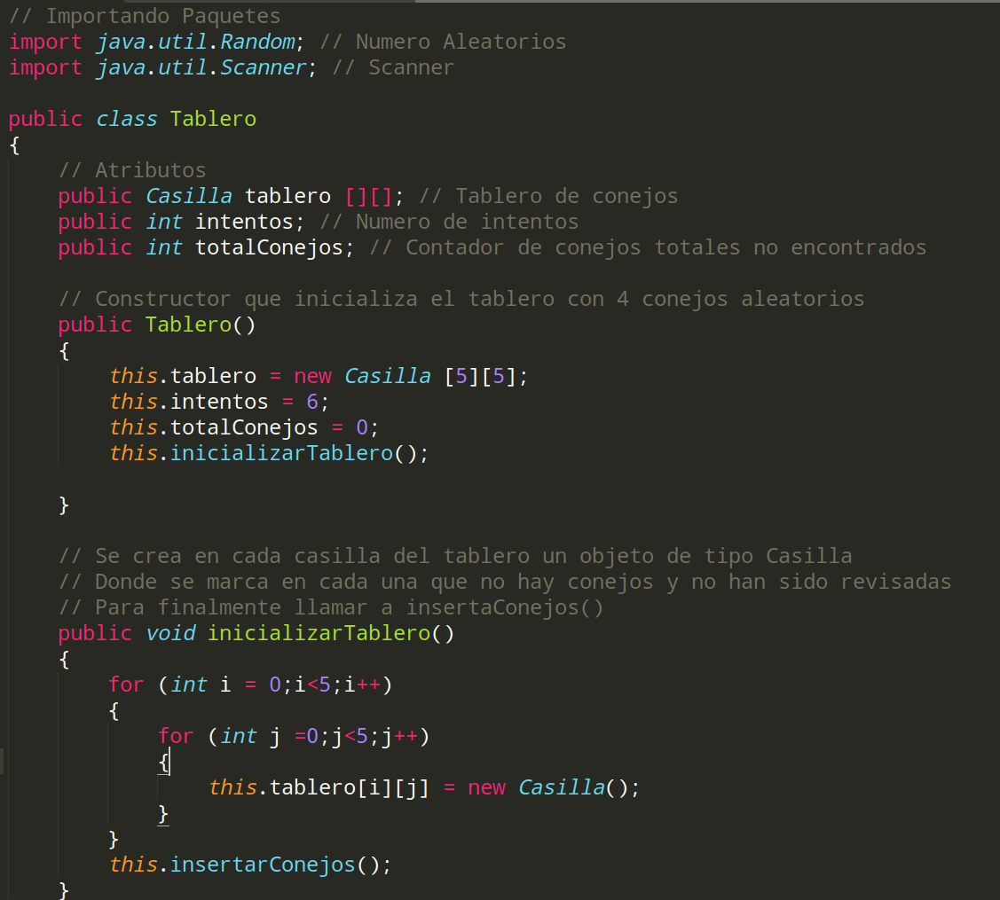 // Importando Paquetes
import java.util.Random; // Numero Aleatorios
import java.util.Scanner; // Scanner

public class Tablero
{
    // Atributos
    public Casilla tablero [][]; // Tablero de conejos
    public int intentos; // Numero de intentos
    public int totalConejos; // Contador de conejos totales no encontrados

    // Constructor que inicializa el tablero con 4 conejos aleatorios
    public Tablero()
    {
        this.tablero = new Casilla [5][5];
        this.intentos = 6;
        this.totalConejos = 0;
        this.inicializarTablero();

    }

    // Se crea en cada casilla del tablero un objeto de tipo Casilla
    // Donde se marca en cada una que no hay conejos y no han sido revisadas
    // Para finalmente llamar a insertaConejos()
    public void inicializarTablero()
    {
        for (int i = 0;i<5;i++)
        {
            for (int j =0;j<5;j++)
            {
                this.tablero[i][j] = new Casilla();
            }
        }
        this.insertarConejos();
    }